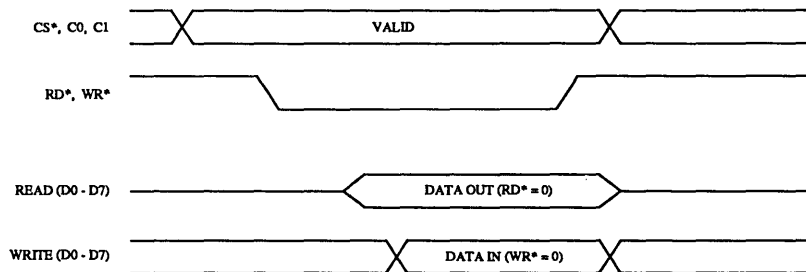 CS*, C0, C1 VALID
RD*, WR*
READ (D0 - D7) DATA OUT (RD* = 0)
WRITE (D0 - D7) DATA IN (WR* = 0)